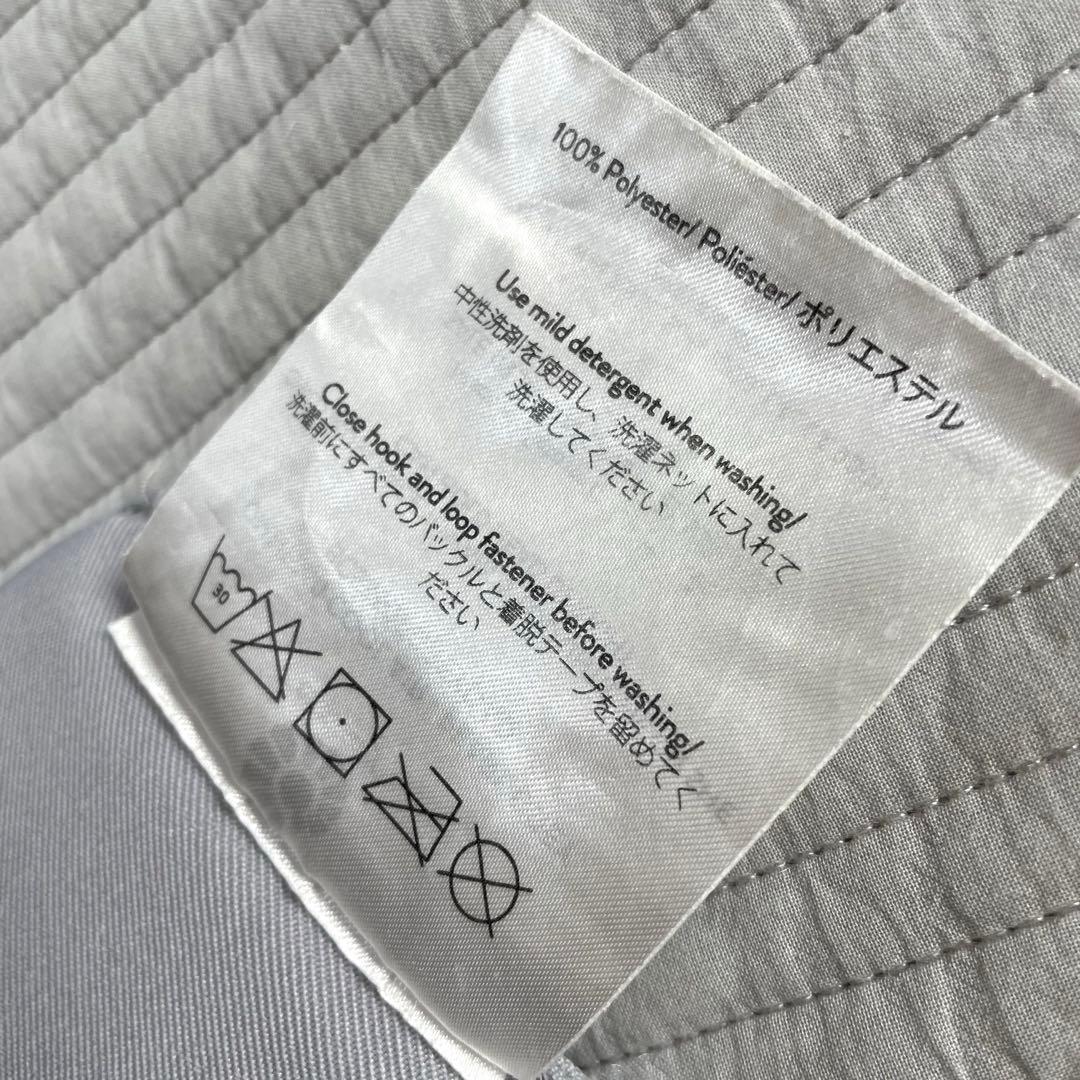 100% Polyester/ Poliëster/ ポリエステル
Use mild detergent when washing/
中性洗剤を使用し、洗濯ネットに入れて
洗濯してください
Close hook and loop fastener before washing/
洗濯前にすべてのバックルと着脱テープを留めてく
ださい
30